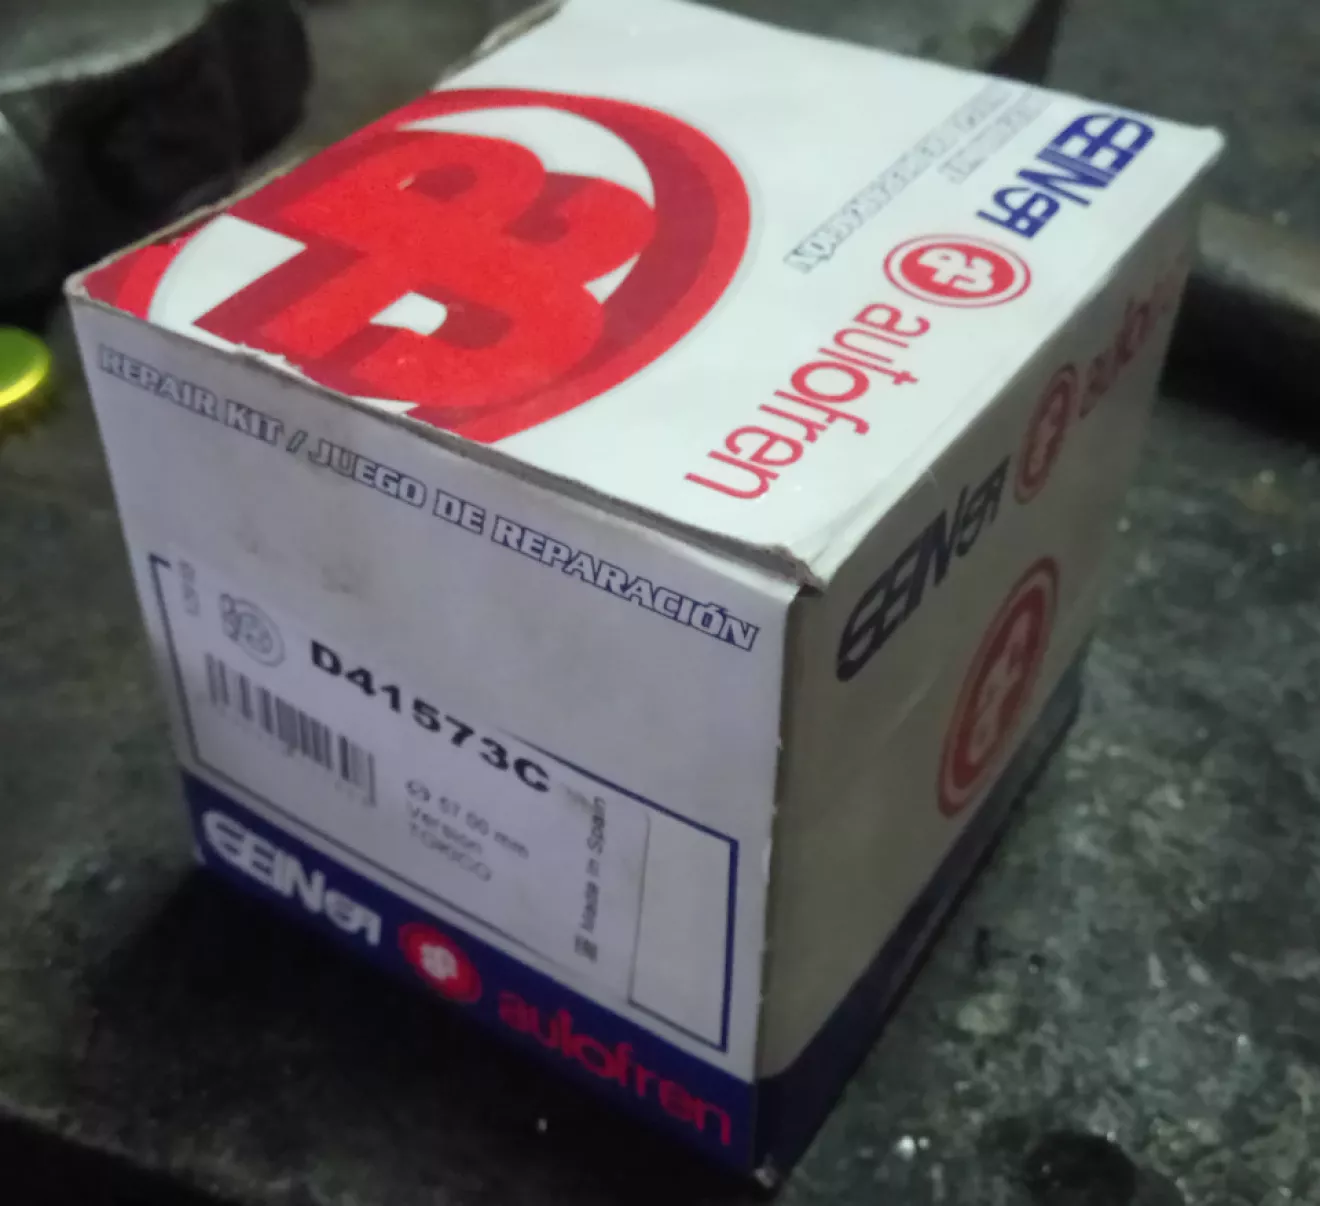 SEINSA
autofren
REPAIR KIT / JUEGO DE REPARACIÓN
D41573C
57.00 mm
Version
TOKICO
Made in Spain
SEINSA autofren
SEINSA autofren